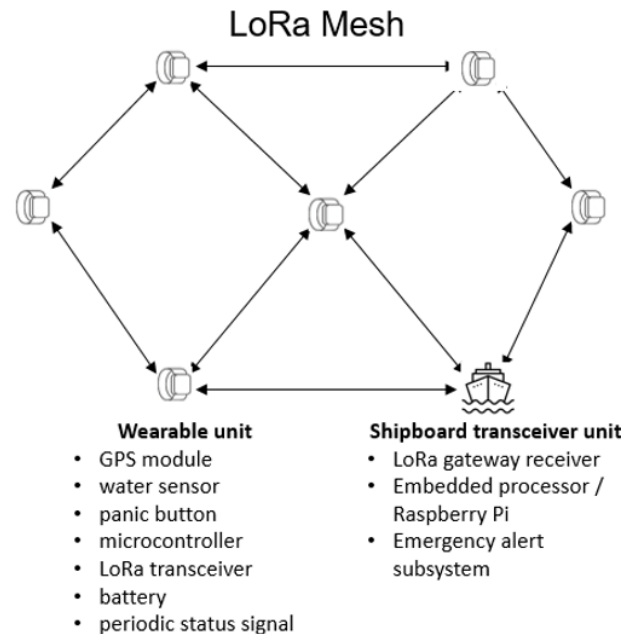 LoRa Mesh
Wearable unit
• GPS module
• water sensor
• panic button
• microcontroller
• LoRa transceiver
• battery
• periodic status signal
Shipboard transceiver unit
• LoRa gateway receiver
• Embedded processor /
Raspberry Pi
• Emergency alert
subsystem